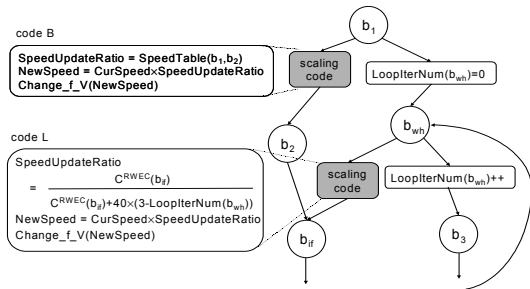 code B
SpeedUpdateRatio = SpeedTable(b1,b2)
NewSpeed = CurSpeed×SpeedUpdateRatio
Change_f_V(NewSpeed)
b1
scaling
code
LoopIterNum(bwh)=0
bwh
code L
b2
SpeedUpdateRatio
= CRWEC(bif)
CRWEC(bif)+40×(3-LoopIterNum(bwh))
NewSpeed = CurSpeed×SpeedUpdateRatio
Change_f_V(NewSpeed)
scaling
code
LoopIterNum(bwh)++
bif
b3